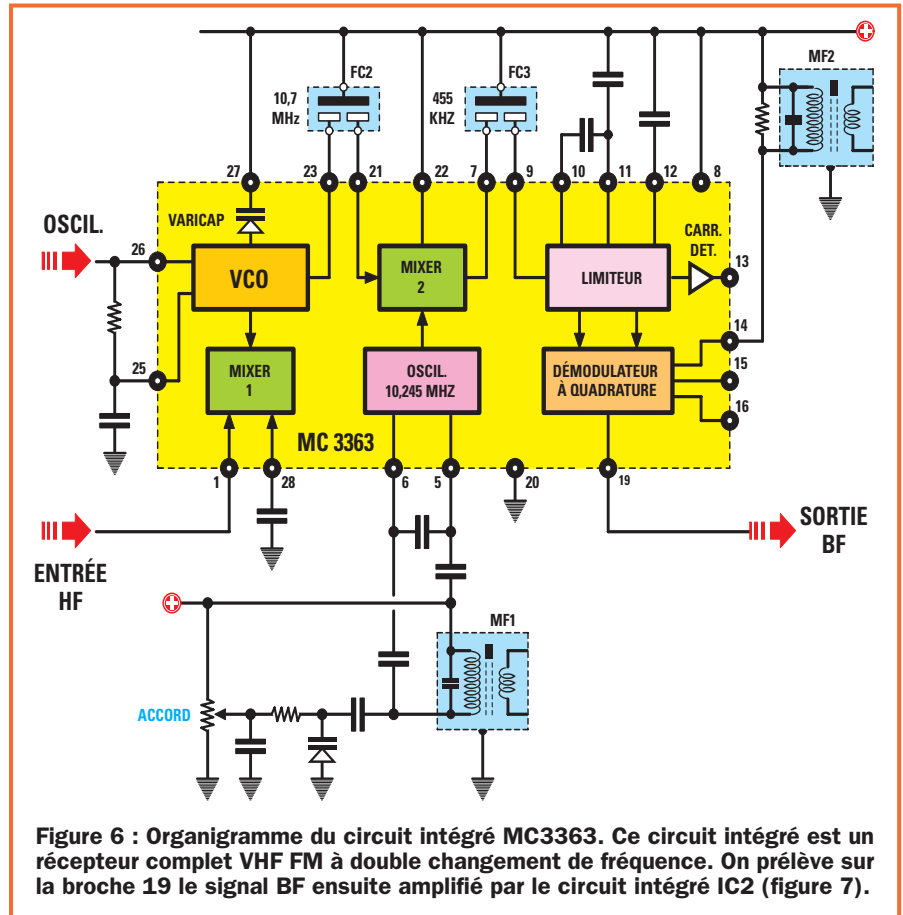 MF2
FC2
FC3
10,7
MHz
455
KHZ
27
23
21
22
7
9
10
11
12
8
OSCIL.
26
VARICAP
VCO
MIXER
2
LIMITEUR
CARR.
DET.
13
14
15
16
25
MIXER
1
OSCIL.
10,245 MHZ
DÉMODULATEUR
À QUADRATURE
MC 3363
1
28
6
5
20
19
ENTRÉE
HF
SORTIE
BF
MF1
ACCORD
Figure 6 : Organigramme du circuit intégré MC3363. Ce circuit intégré est un
récepteur complet VHF FM à double changement de fréquence. On prélève sur
la broche 19 le signal BF ensuite amplifié par le circuit intégré IC2 (figure 7).